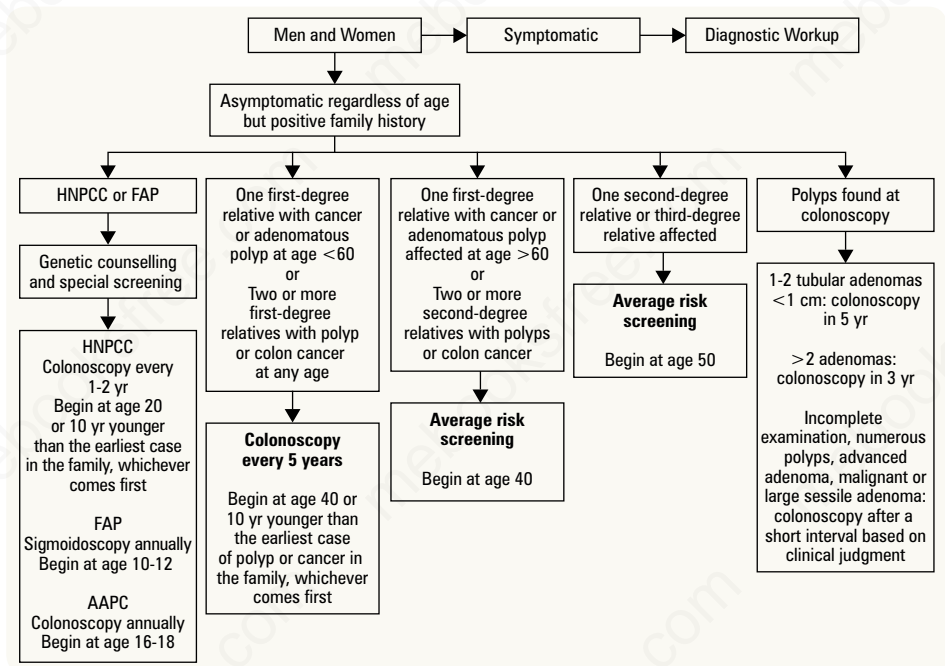 Men and Women
Symptomatic
Diagnostic Workup
Asymptomatic regardless of age
but positive family history
HNPCC or FAP
Genetic counselling
and special screening
HNPCC
Colonoscopy every
1-2 yr
Begin at age 20
or 10 yr younger
than the earliest case
in the family, whichever
comes first
FAP
Sigmoidoscopy annually
Begin at age 10-12
AAPC
Colonoscopy annually
Begin at age 16-18
One first-degree
relative with cancer
or adenomatous
polyp at age <60
or
Two or more
first-degree
relatives with polyp
or colon cancer
at any age
Colonoscopy
every 5 years
Begin at age 40 or
10 yr younger than
the earliest case
of polyp or cancer in
the family, whichever
comes first
One first-degree
relative with cancer or
adenomatous polyp
affected at age >60
or
Two or more
second-degree
relatives with polyps
or colon cancer
Average risk
screening
Begin at age 40
One second-degree
relative or third-degree
relative affected
Average risk
screening
Begin at age 50
Polyps found at
colonoscopy
1-2 tubular adenomas
<1 cm: colonoscopy
in 5 yr
>2 adenomas:
colonoscopy in 3 yr
Incomplete
examination, numerous
polyps, advanced
adenoma, malignant or
large sessile adenoma:
colonoscopy after a
short interval based on
clinical judgment